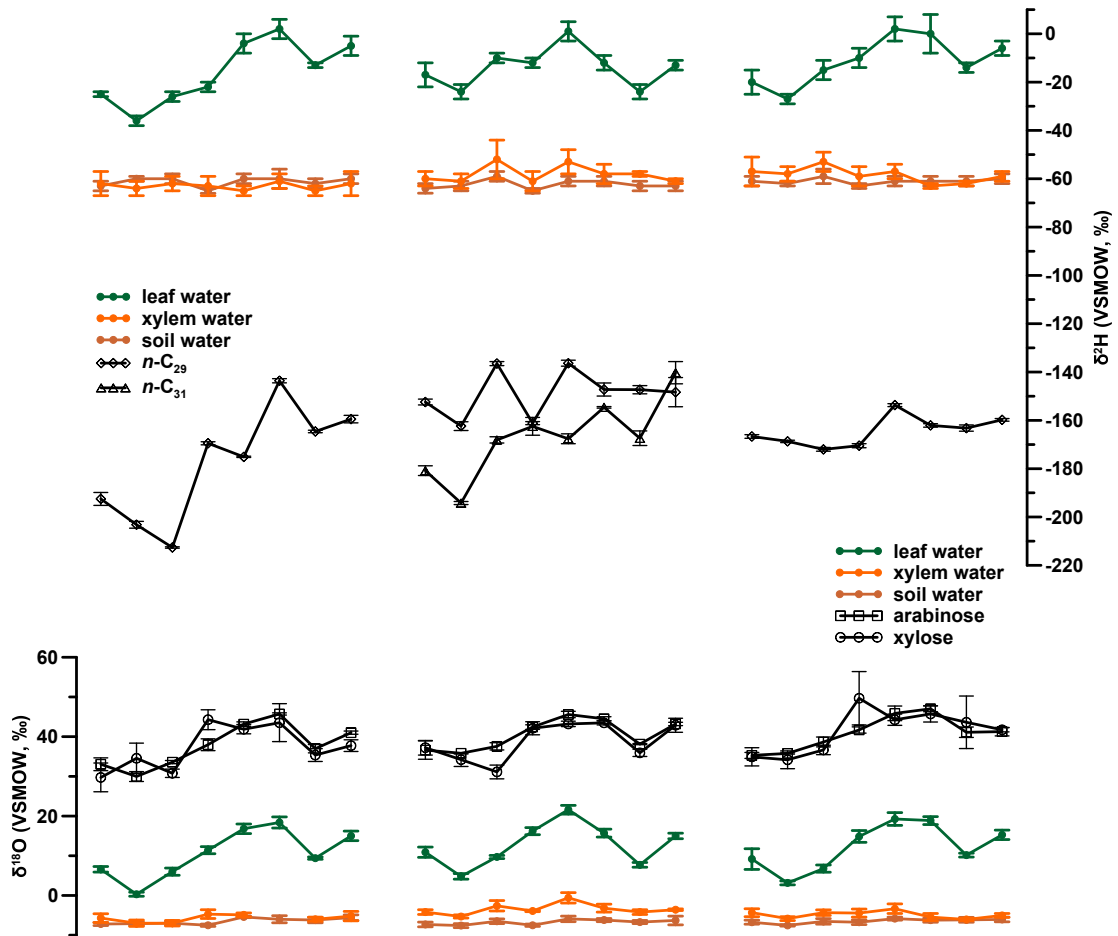 0
-20
-40
-60
-80
-100
-120
-140
-160
-180
-200
-220
δ²H (VSMOW, ‰)
leaf water
xylem water
soil water
n-C₂₉
n-C₃₁
leaf water
xylem water
soil water
arabinose
xylose
60
40
20
0
δ¹⁸O (VSMOW, ‰)